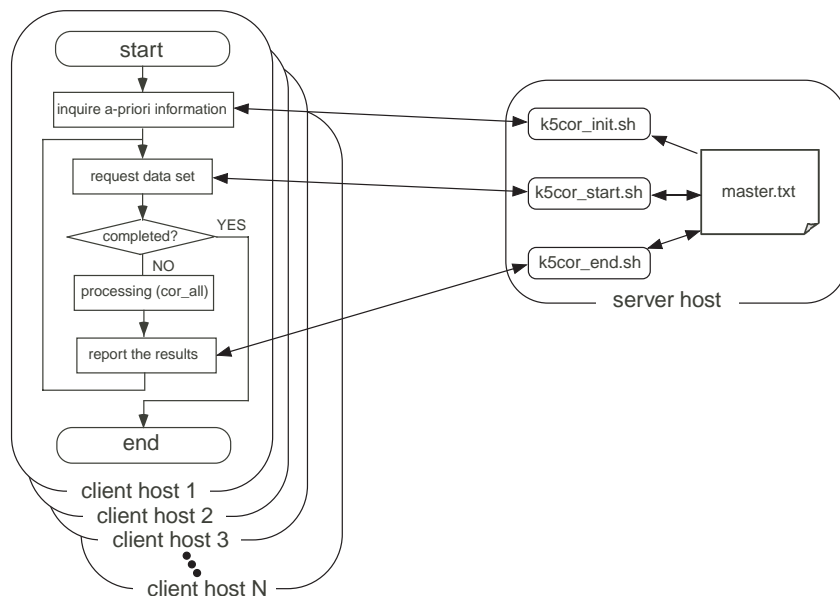 start
inquire a-priori information
request data set
completed?
YES
NO
processing (cor_all)
report the results
end
client host 1
client host 2
client host 3
client host N
k5cor_init.sh
k5cor_start.sh
k5cor_end.sh
master.txt
server host